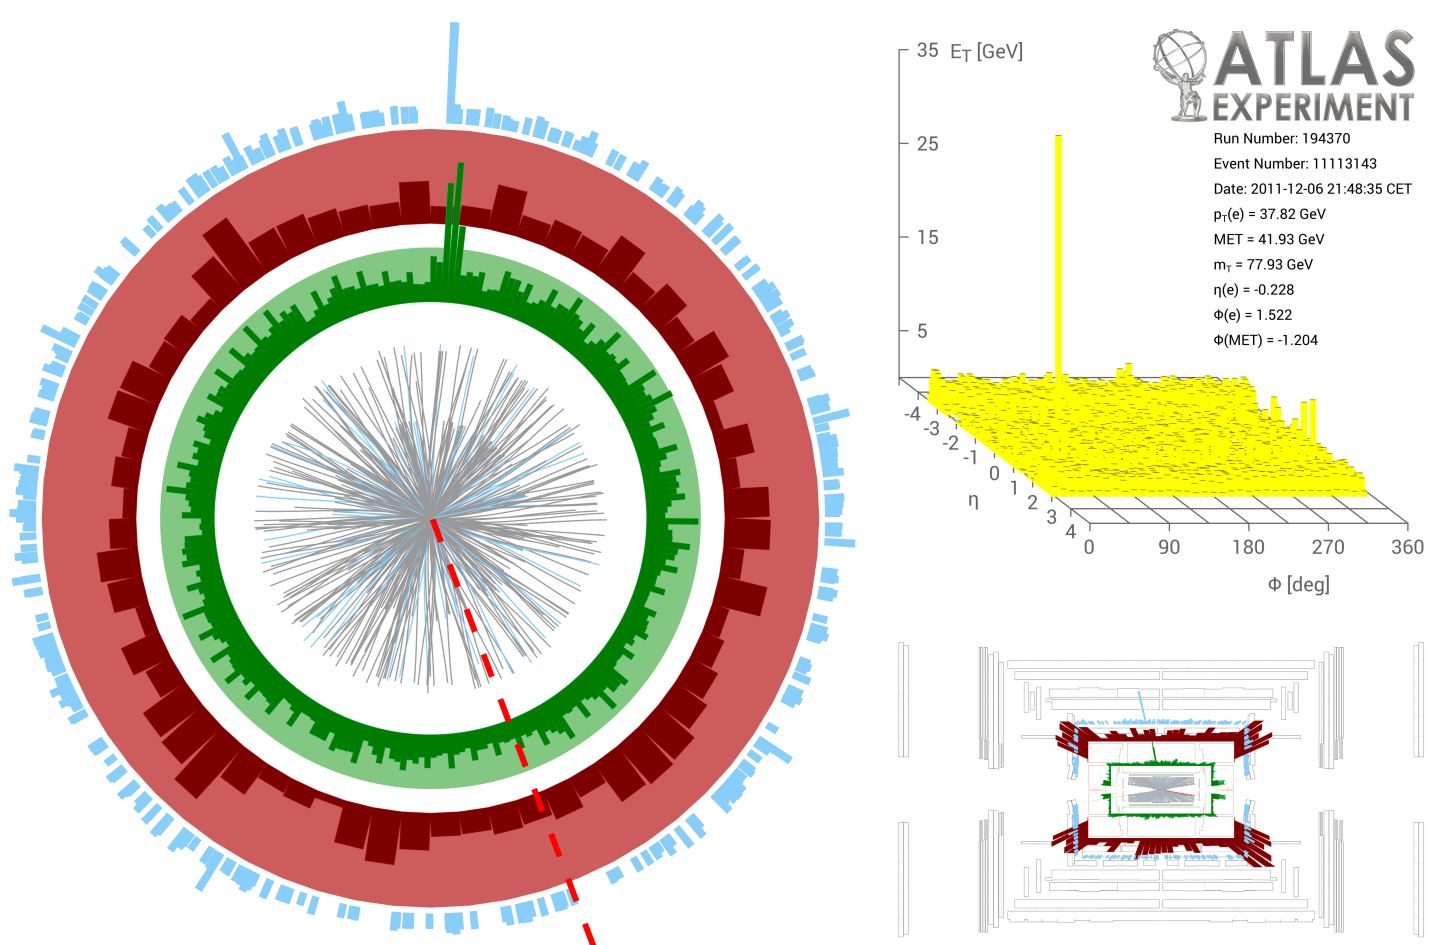 35 E_T [GeV]
25
15
5
ATLAS
EXPERIMENT
Run Number: 194370
Event Number: 11113143
Date: 2011-12-06 21:48:35 CET
p_T(e) = 37.82 GeV
MET = 41.93 GeV
m_T = 77.93 GeV
η(e) = -0.228
Φ(e) = 1.522
Φ(MET) = -1.204
-4
-3
-2
-1
0
1
2
3
4
η
0 90 180 270 360
Φ [deg]